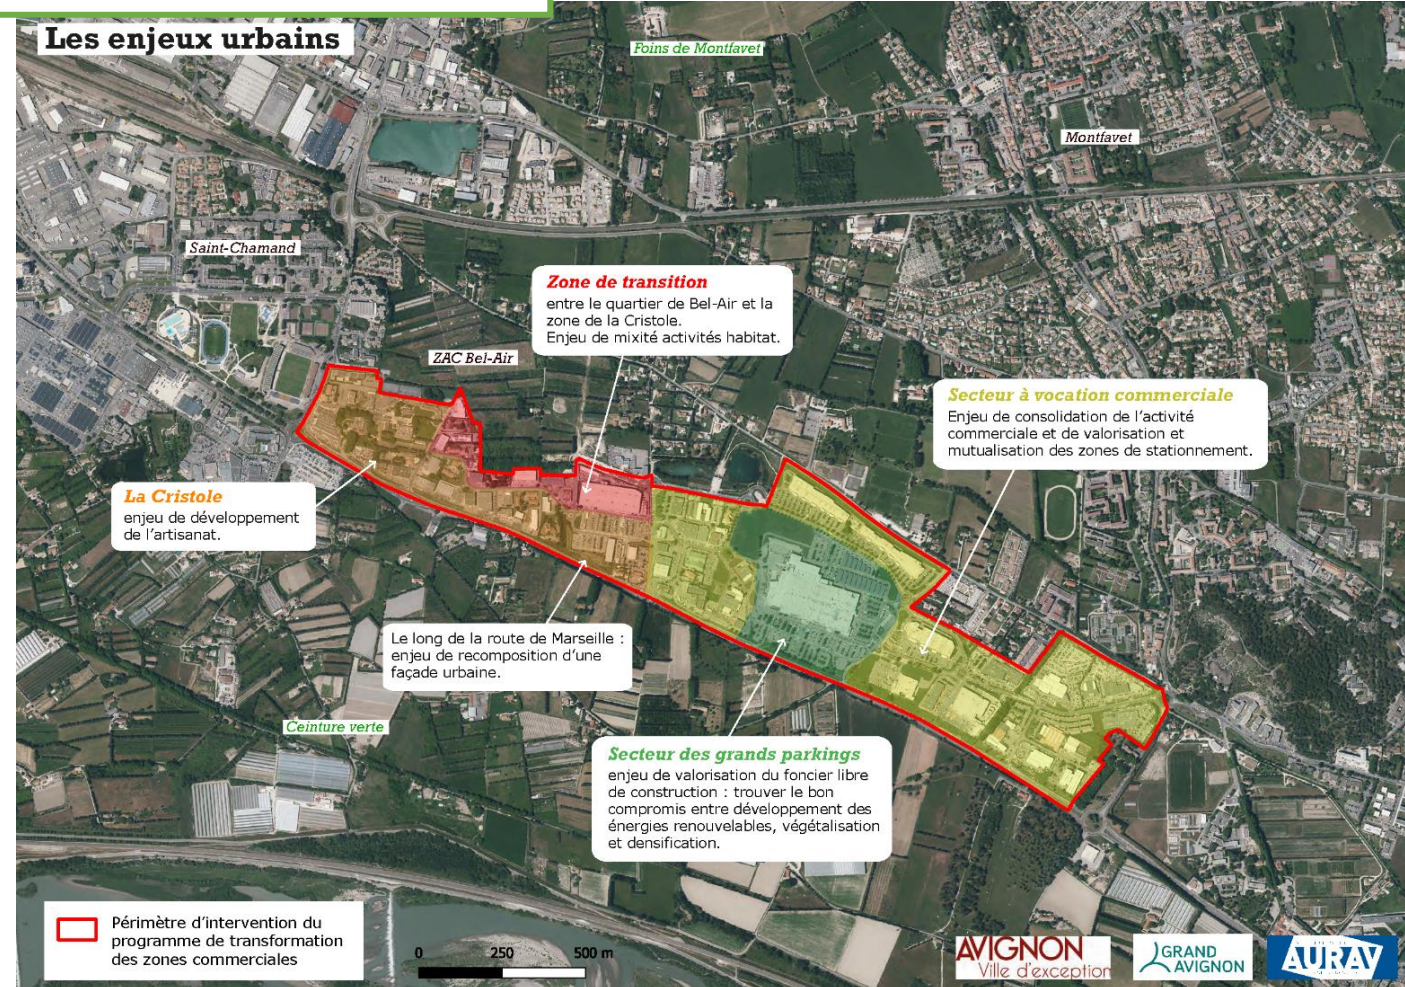 Les enjeux urbains
Foins de Montfavet
Montfavet
Saint-Chamand
Zone de transition
entre le quartier de Bel-Air et la
zone de la Cristole.
Enjeu de mixité activités habitat.
ZAC Bel-Air
Secteur à vocation commerciale
Enjeu de consolidation de l'activité
commerciale et de valorisation et
mutualisation des zones de stationnement.
La Cristole
enjeu de développement
de l'artisanat.
Le long de la route de Marseille :
enjeu de recomposition d'une
façade urbaine.
Ceinture verte
Secteur des grands parkings
enjeu de valorisation du foncier libre
de construction : trouver le bon
compromis entre développement des
énergies renouvelables, végétalisation
et densification.
Périmètre d'intervention du
programme de transformation
des zones commerciales
0 250 500 m
AVIGNON
Ville d'exception
GRAND
AVIGNON
AURAV